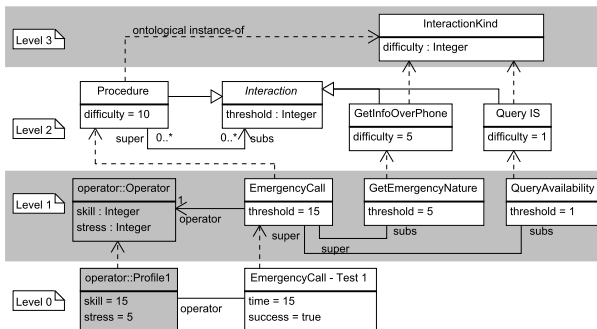 InteractionKind
ontological instance-of
Level 3
difficulty : Integer
Procedure
Interaction
difficulty = 10
threshold : Integer
GetInfoOverPhone
Query IS
Level 2
super
0..*
0..*
subs
difficulty = 5
difficulty = 1
operator::Operator
EmergencyCall
GetEmergencyNature
QueryAvailability
1
Level 1
skill : Integer
stress : Integer
operator
threshold = 15
threshold = 5
threshold = 1
super
subs
subs
super
operator::Profile1
EmergencyCall - Test 1
Level 0
skill = 15
stress = 5
operator
time = 15
success = true